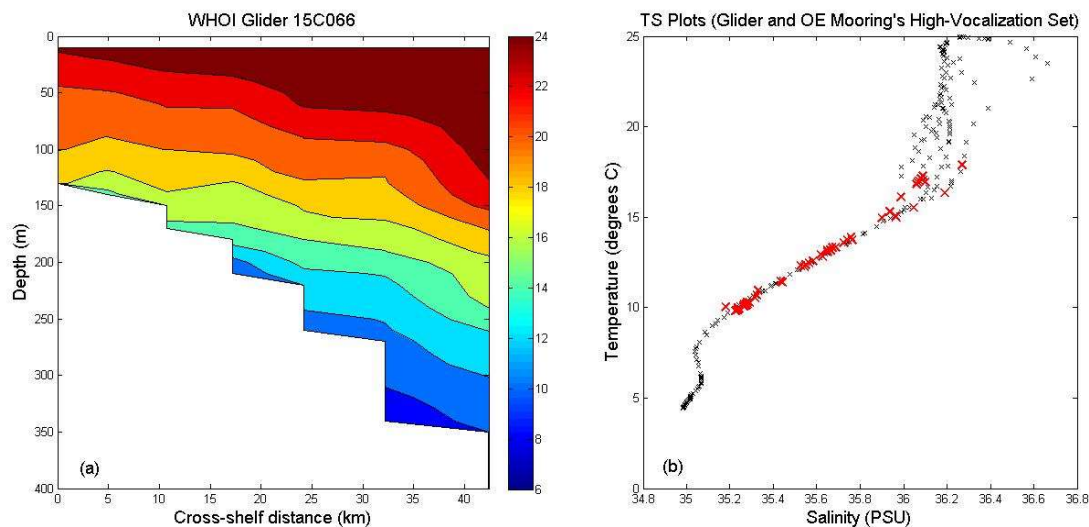 WHOI Glider 15C066
0
50
100
150
200
250
300
350
400
Depth (m)
0 5 10 15 20 25 30 35 40
Cross-shelf distance (km)
(a)
24
22
20
18
16
14
12
10
8
6
TS Plots (Glider and OE Mooring's High-Vocalization Set)
25
20
15
10
5
0
Temperature (degrees C)
34.8 35 35.2 35.4 35.6 35.8 36 36.2 36.4 36.6 36.8
Salinity (PSU)
(b)